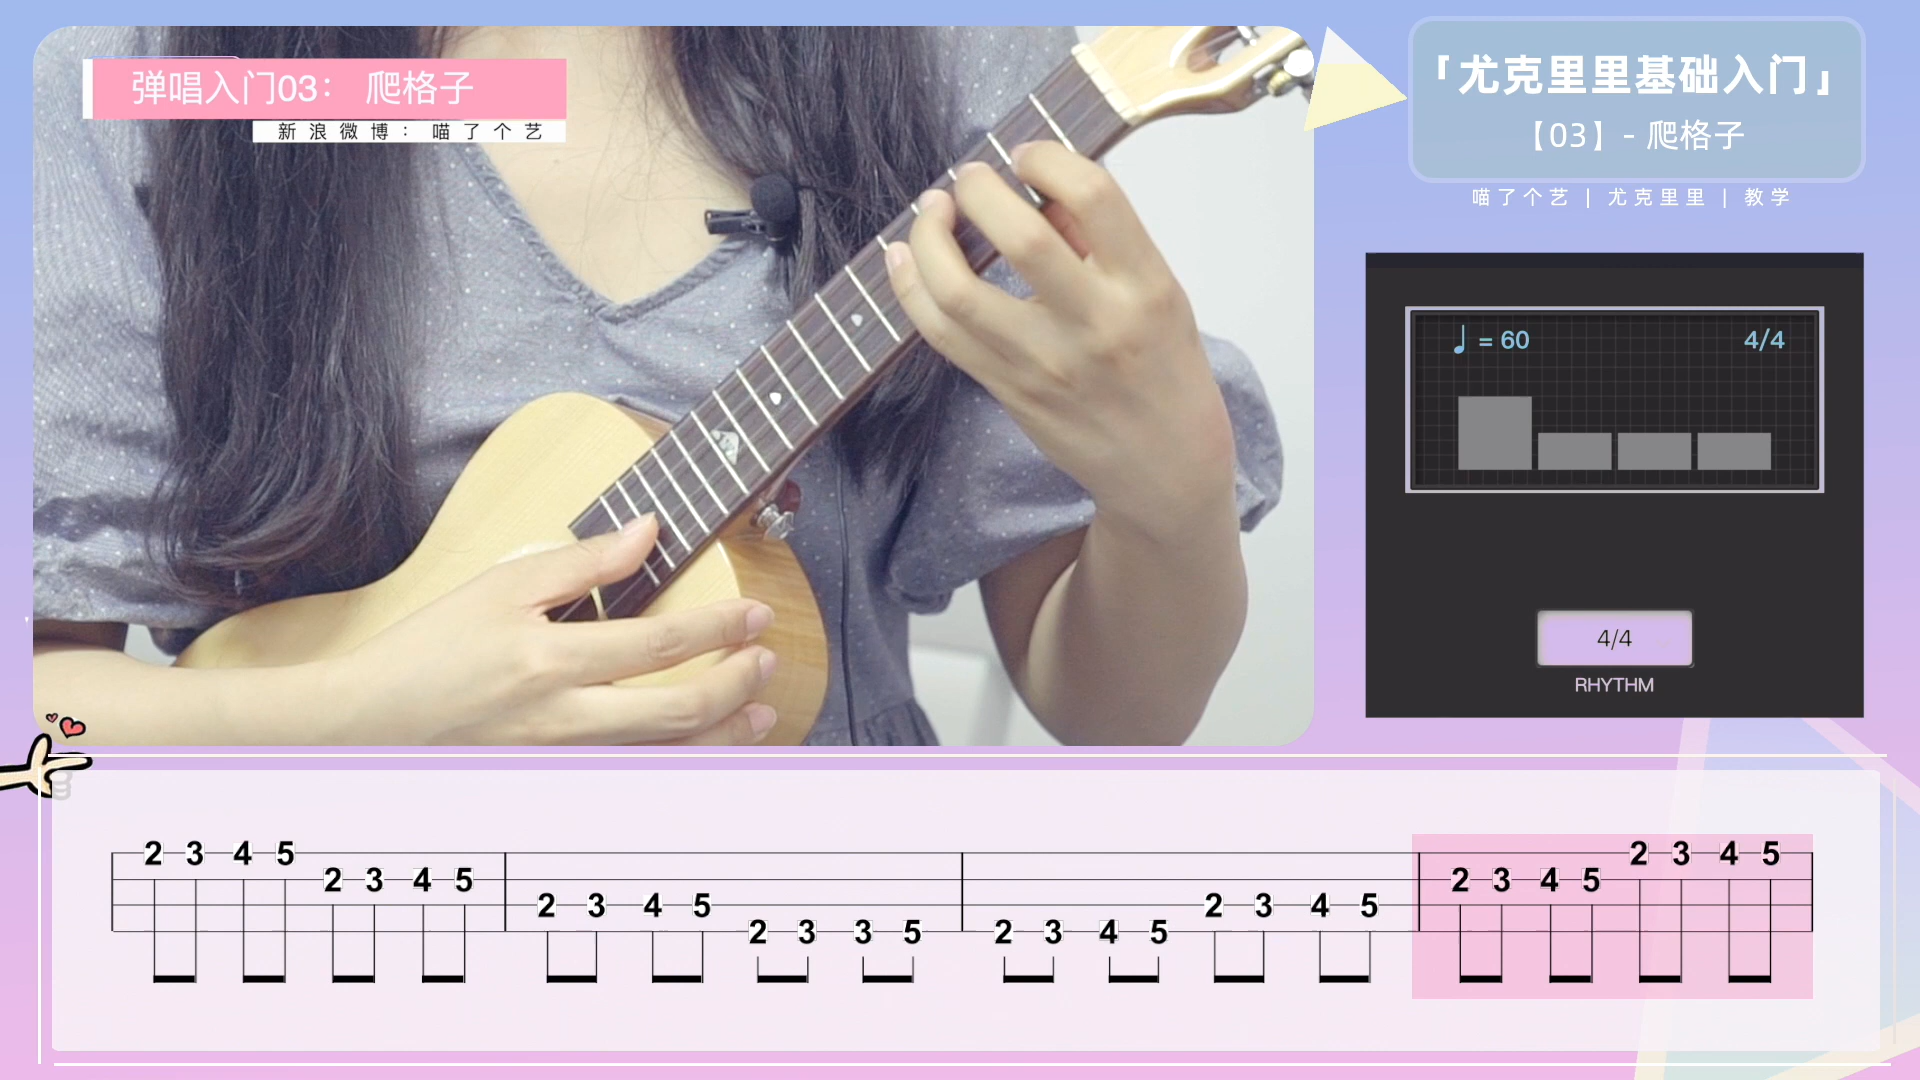 弹唱入门03： 爬格子
新浪微博：喵了个艺
「尤克里里基础入门」
【03】- 爬格子
喵了个艺 | 尤克里里 | 教学
♩ = 60 4/4
4/4
RHYTHM
2 3 4 5 2 3 4 5 2 3 4 5 2 3 3 5 2 3 4 5 2 3 4 5 2 3 4 5 2 3 4 5